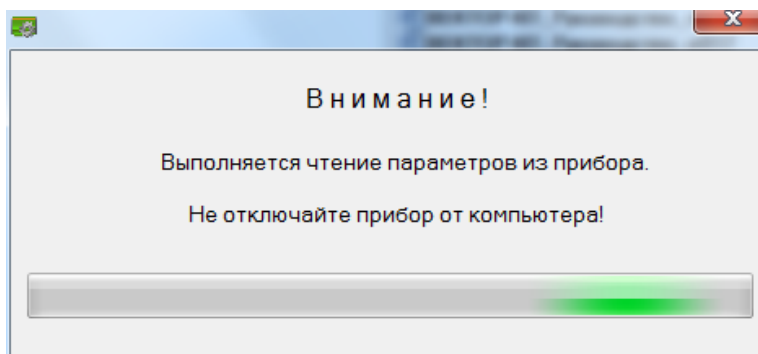 Внимание!
Выполняется чтение параметров из прибора.
Не отключайте прибор от компьютера!